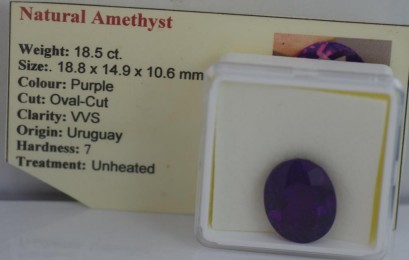 Natural Amethyst
Weight: 18.5 ct.
Size:. 18.8 x 14.9 x 10.6 mm
Colour: Purple
Cut: Oval-Cut
Clarity: VVS
Origin: Uruguay
Hardness: 7
Treatment: Unheated